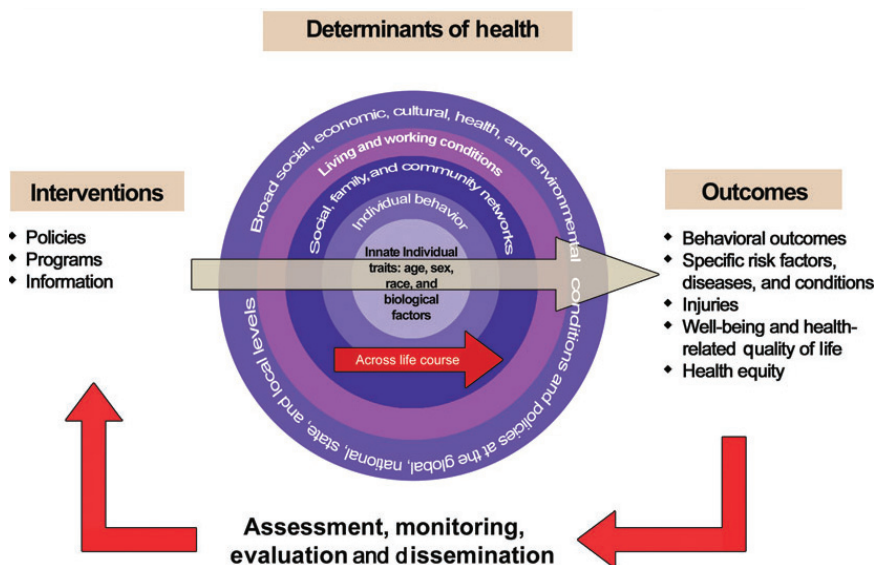 Determinants of health
Interventions
◆ Policies
◆ Programs
◆ Information
Broad social, economic, cultural, health, and environmental conditions and policies at the global, national, state, and local levels
Living and working conditions
Social, family, and community networks
Individual behavior
Innate Individual
traits: age, sex,
race, and
biological
factors
Across life course
Outcomes
◆ Behavioral outcomes
◆ Specific risk factors,
diseases, and conditions
◆ Injuries
◆ Well-being and health-
related quality of life
◆ Health equity
Assessment, monitoring,
evaluation and dissemination